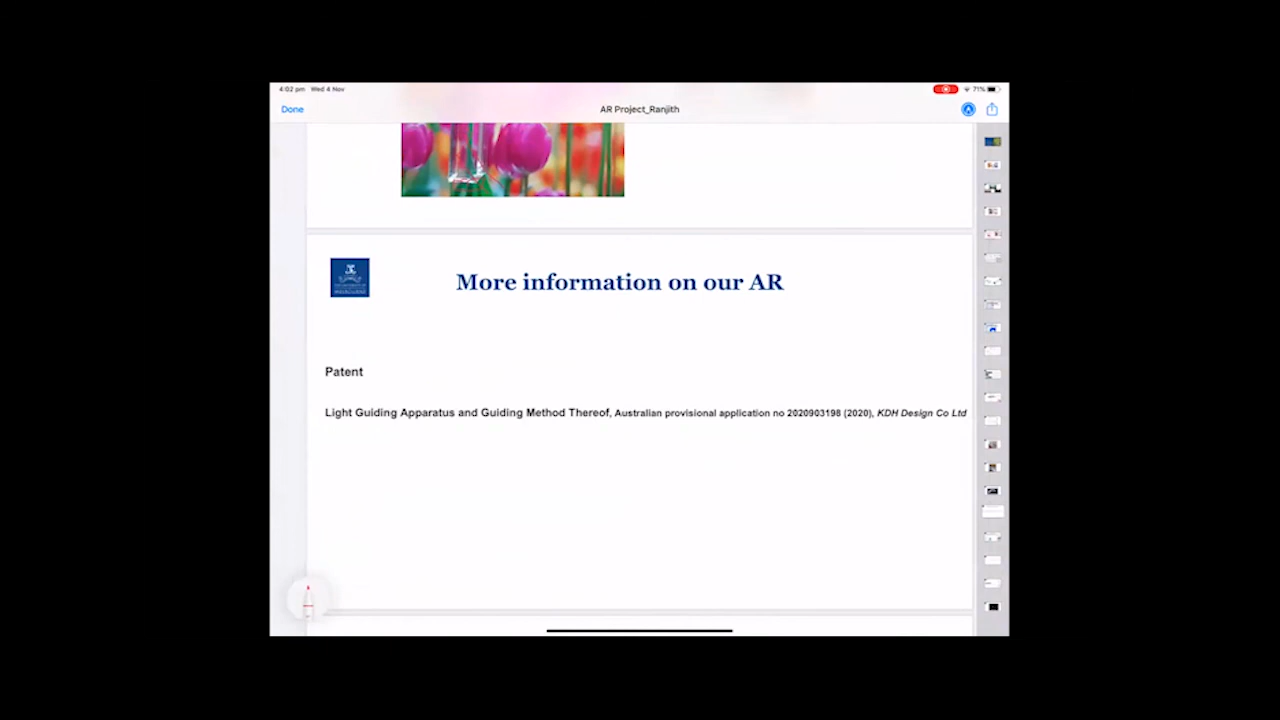 4:02 pm Wed 4 Nov
71%
Done
AR Project_Ranjith
More information on our AR
Patent
Light Guiding Apparatus and Guiding Method Thereof, Australian provisional application no 2020903198 (2020), KDH Design Co Ltd